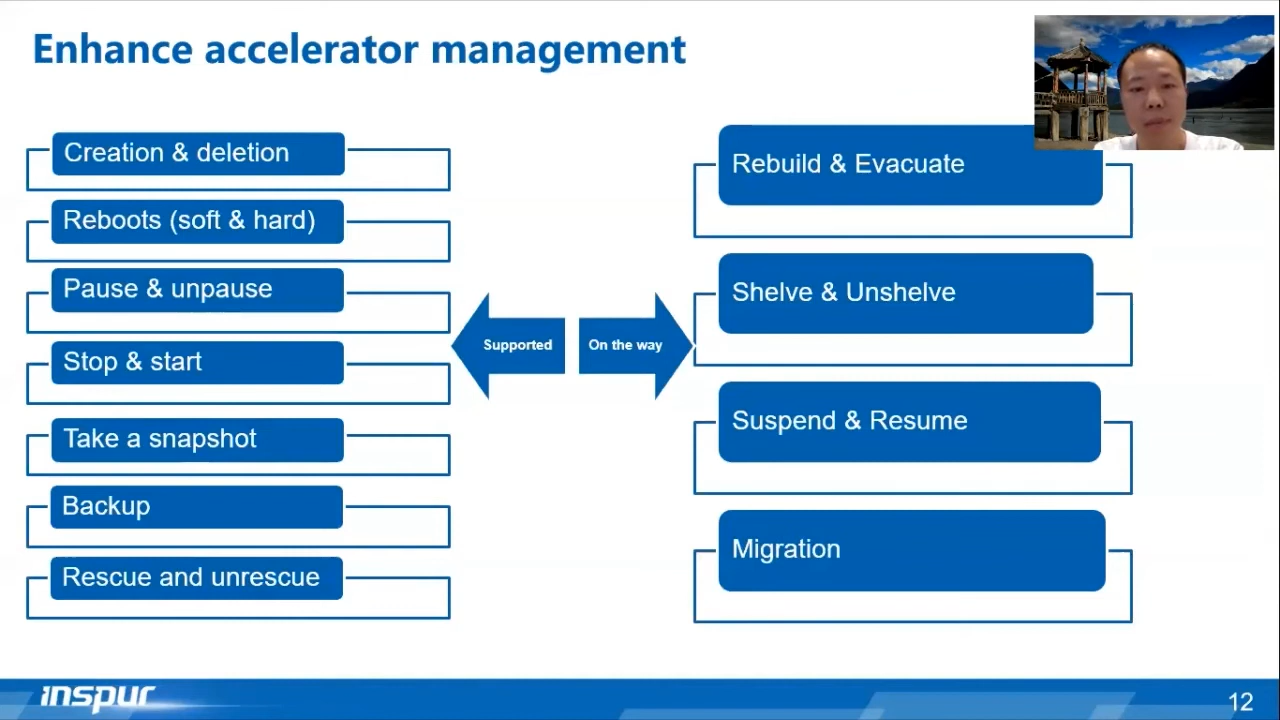 Enhance accelerator management
Creation & deletion
Reboots (soft & hard)
Pause & unpause
Stop & start
Take a snapshot
Backup
Rescue and unrescue
Supported
On the way
Rebuild & Evacuate
Shelve & Unshelve
Suspend & Resume
Migration
inspur
12